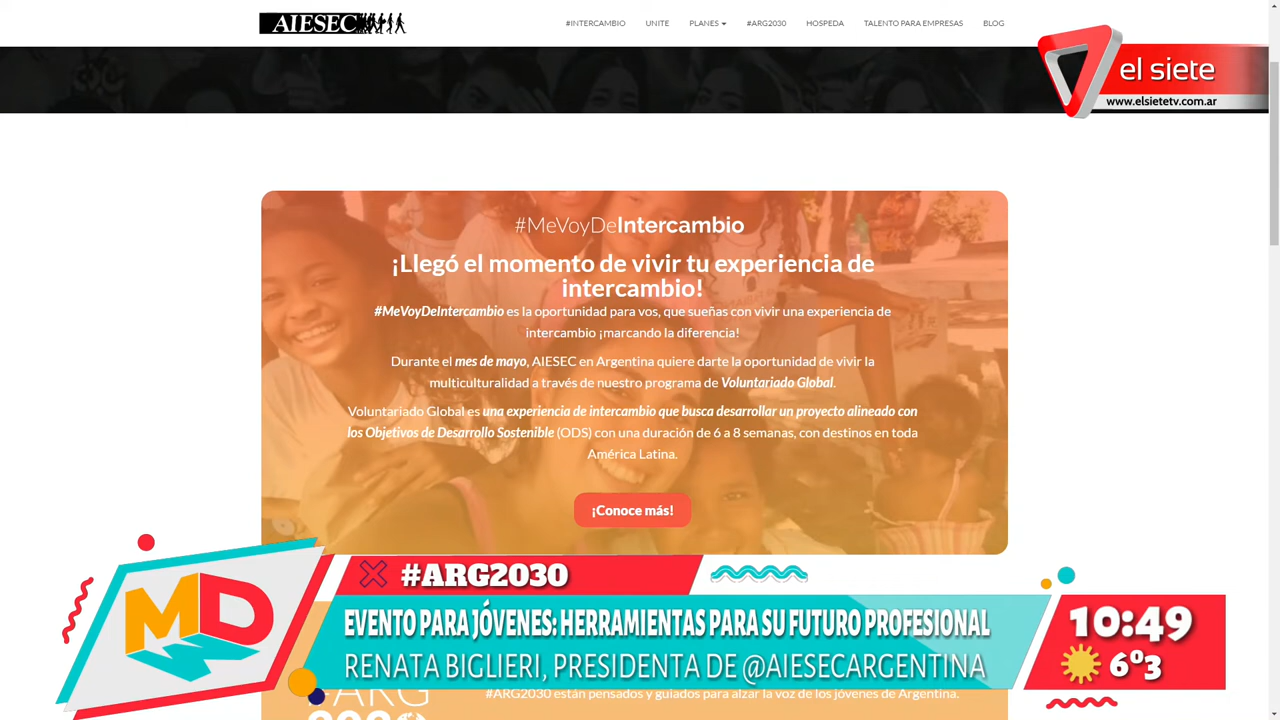 AIESEC
#INTERCAMBIO UNITE PLANES #ARG2030 HOSPEDA TALENTO PARA EMPRESAS BLOG
el siete
www.elsietetv.com.ar
#MeVoyDeIntercambio
¡Llegó el momento de vivir tu experiencia de
intercambio!
#MeVoyDeIntercambio es la oportunidad para vos, que sueñas con vivir una experiencia de
intercambio ¡marcando la diferencia!
Durante el mes de mayo, AIESEC en Argentina quiere darte la oportunidad de vivir la
multiculturalidad a través de nuestro programa de Voluntariado Global.
Voluntariado Global es una experiencia de intercambio que busca desarrollar un proyecto alineado con
los Objetivos de Desarrollo Sostenible (ODS) con una duración de 6 a 8 semanas, con destinos en toda
América Latina.
¡Conoce más!
MD
#ARG2030
EVENTO PARA JÓVENES: HERRAMIENTAS PARA SU FUTURO PROFESIONAL
RENATA BIGLIERI, PRESIDENTA DE @AIESECARGENTINA
10:49
6º3
ARG
#ARG2030 están pensados y guiados para alzar la voz de los jóvenes de Argentina.